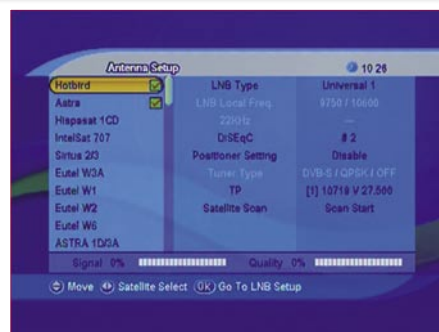 Antenna Setup 10 26
Hotbird LNB Type Universal 1
Astra LNB Local Freq. 9750 / 10600
Hispasat 1CD 22KHz ---
IntelSat 707 DiSEqC # 2
Sirius 2/3 Positioner Setting Disable
Eutel W3A Tuner Type DVB-S / QPSK / OFF
Eutel W1 TP [1] 10719 V 27.500
Eutel W2 Satellite Scan Scan Start
Eutel W6
ASTRA 1D/3A
Signal 0% Quality 0%
Move Satellite Select OK Go To LNB Setup